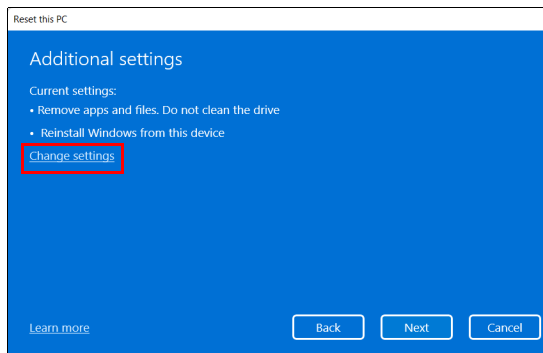 Reset this PC
Additional settings
Current settings:
• Remove apps and files. Do not clean the drive
• Reinstall Windows from this device
Change settings
Learn more
Back
Next
Cancel